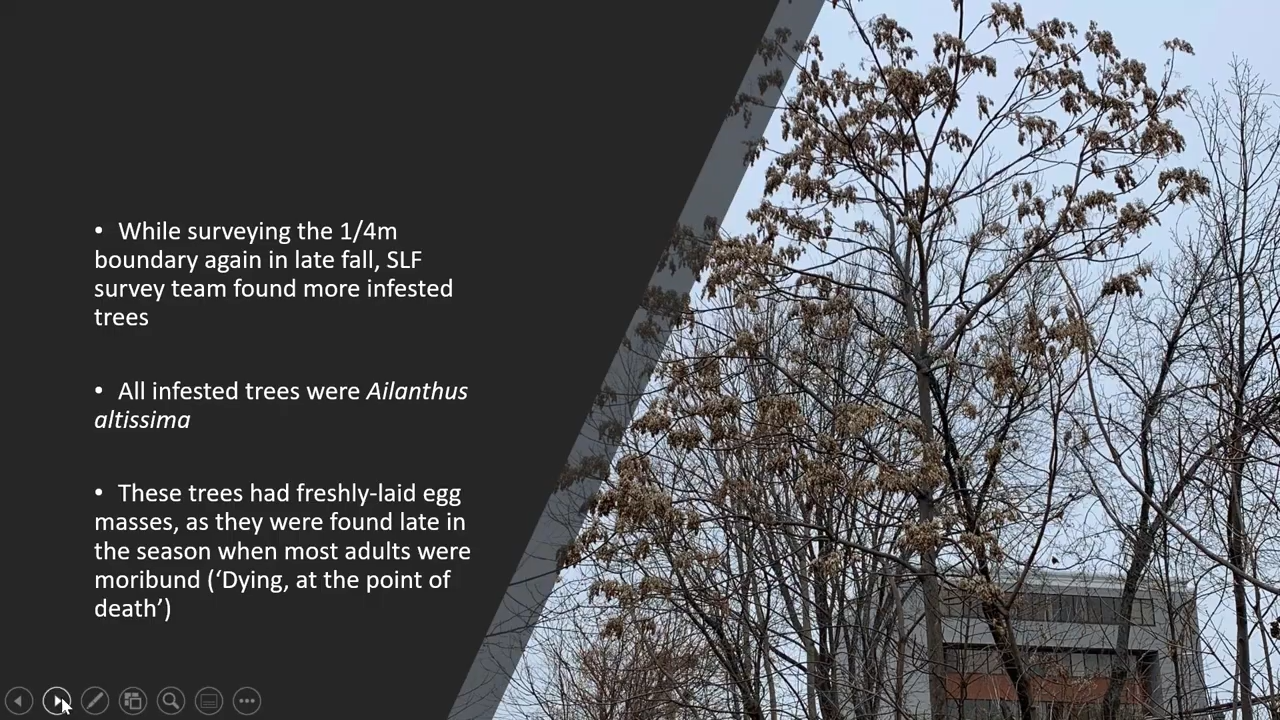 • While surveying the 1/4m
boundary again in late fall, SLF
survey team found more infested
trees
• All infested trees were Ailanthus
altissima
• These trees had freshly-laid egg
masses, as they were found late in
the season when most adults were
moribund (‘Dying, at the point of
death’)